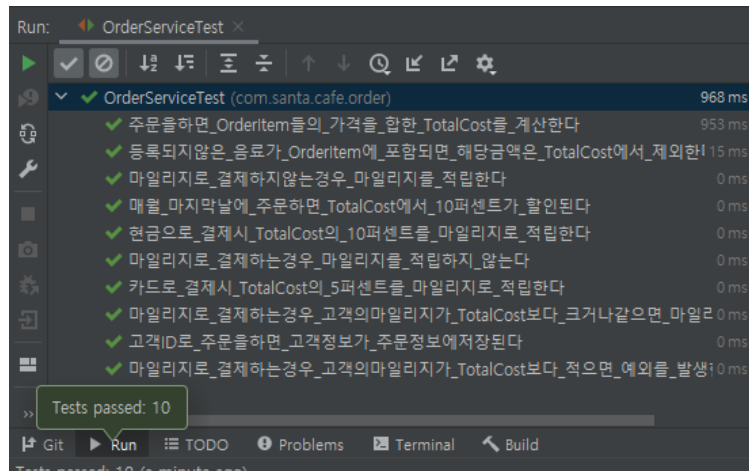 Run: OrderServiceTest ×
OrderServiceTest (com.santa.cafe.order) 968 ms
주문을하면_OrderItem들의_가격을_합한_TotalCost를_계산한다 953 ms
등록되지않은_음료가_OrderItem에_포함되면_해당금액은_TotalCost에서_제외한 15 ms
마일리지로_결제하지않는경우_마일리지를_적립한다 0 ms
매월_마지막날에_주문하면_TotalCost에서_10퍼센트가_할인된다 0 ms
현금으로_결제시_TotalCost의_10퍼센트를_마일리지로_적립한다 0 ms
마일리지로_결제하는경우_마일리지를_적립하지_않는다 0 ms
카드로_결제시_TotalCost의_5퍼센트를_마일리지로_적립한다 0 ms
마일리지로_결제하는경우_고객의마일리지가_TotalCost보다_크거나같으면_마일리 0 ms
고객ID로_주문을하면_고객정보가_주문정보에저장된다 0 ms
마일리지로_결제하는경우_고객의마일리지가_TotalCost보다_적으면_예외를_발생 0 ms
Tests passed: 10
Git Run TODO Problems Terminal Build
Tests passed: 10 (a minute ago)